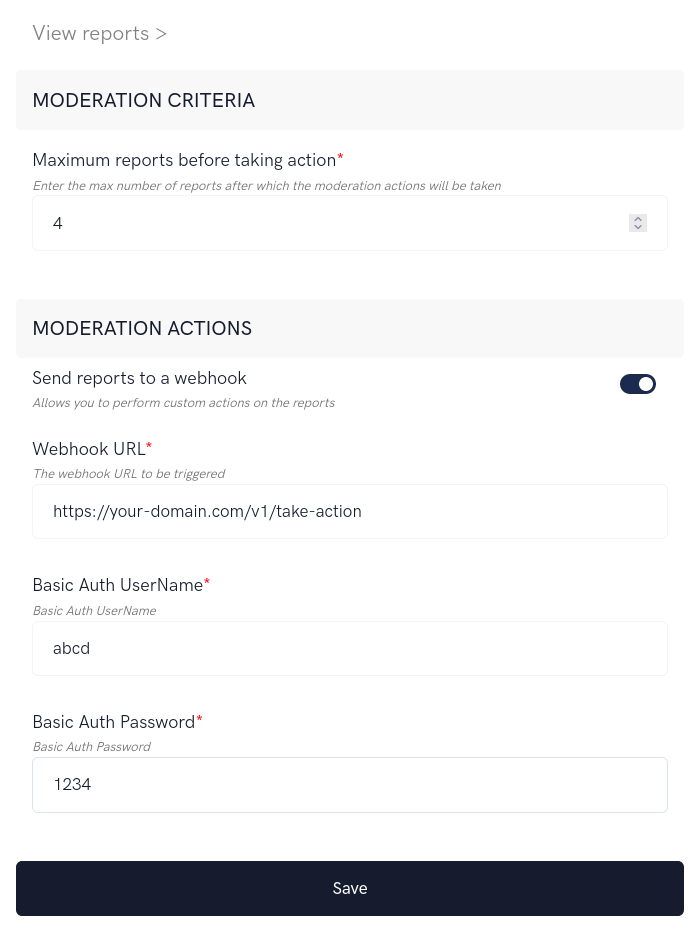 View reports >
MODERATION CRITERIA
Maximum reports before taking action*
Enter the max number of reports after which the moderation actions will be taken
4
MODERATION ACTIONS
Send reports to a webhook
Allows you to perform custom actions on the reports
Webhook URL*
The webhook URL to be triggered
https://your-domain.com/v1/take-action
Basic Auth UserName*
Basic Auth UserName
abcd
Basic Auth Password*
Basic Auth Password
1234
Save